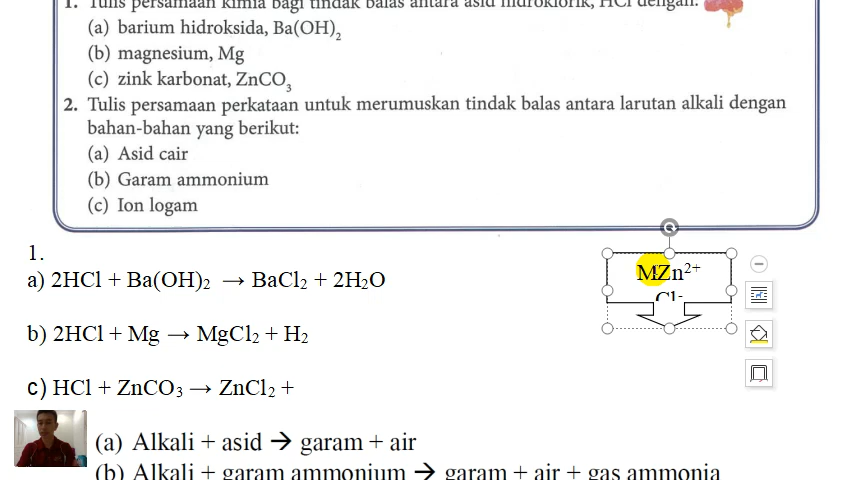 1. Tulis persamaan kimia bagi tindak balas antara asid hidroklorik, HCl dengan:
(a) barium hidroksida, Ba(OH)₂
(b) magnesium, Mg
(c) zink karbonat, ZnCO₃
2. Tulis persamaan perkataan untuk merumuskan tindak balas antara larutan alkali dengan
bahan-bahan yang berikut:
(a) Asid cair
(b) Garam ammonium
(c) Ion logam
1.
a) 2HCl + Ba(OH)₂ → BaCl₂ + 2H₂O
MZn²⁺
Cl-
b) 2HCl + Mg → MgCl₂ + H₂
c) HCl + ZnCO₃ → ZnCl₂ +
(a) Alkali + asid → garam + air
(b) Alkali + garam ammonium → garam + air + gas ammonia